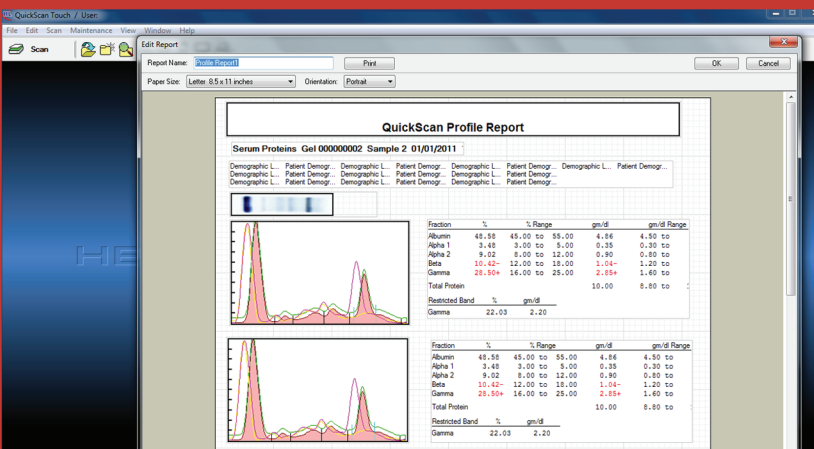 QuickScan Touch / User:
File Edit Scan Maintenance View Window Help
Scan
Edit Report
Report Name: Profile Report1 Print OK Cancel
Paper Size: Letter 8.5 x 11 inches Orientation: Portrait
QuickScan Profile Report
Serum Proteins Gel 000000002 Sample 2 01/01/2011
Demographic L... Patient Demogr... Demographic L... Patient Demogr... Demographic L... Patient Demogr... Demographic L... Patient Demogr...
Demographic L... Patient Demogr... Demographic L... Patient Demogr... Demographic L... Patient Demogr...
Demographic L... Patient Demogr... Demographic L... Patient Demogr... Demographic L... Patient Demogr...
Fraction % % Range gm/dl gm/dl Range
Albumin 48.58 45.00 to 55.00 4.86 4.50 to
Alpha 1 3.48 3.00 to 5.00 0.35 0.30 to
Alpha 2 9.02 8.00 to 12.00 0.90 0.80 to
Beta 10.42- 12.00 to 18.00 1.04- 1.20 to
Gamma 28.50+ 16.00 to 25.00 2.85+ 1.60 to
Total Protein 10.00 8.80 to
Restricted Band % gm/dl
Gamma 22.03 2.20
Fraction % % Range gm/dl gm/dl Range
Albumin 48.58 45.00 to 55.00 4.86 4.50 to
Alpha 1 3.48 3.00 to 5.00 0.35 0.30 to
Alpha 2 9.02 8.00 to 12.00 0.90 0.80 to
Beta 10.42- 12.00 to 18.00 1.04- 1.20 to
Gamma 28.50+ 16.00 to 25.00 2.85+ 1.60 to
Total Protein 10.00 8.80 to
Restricted Band % gm/dl
Gamma 22.03 2.20